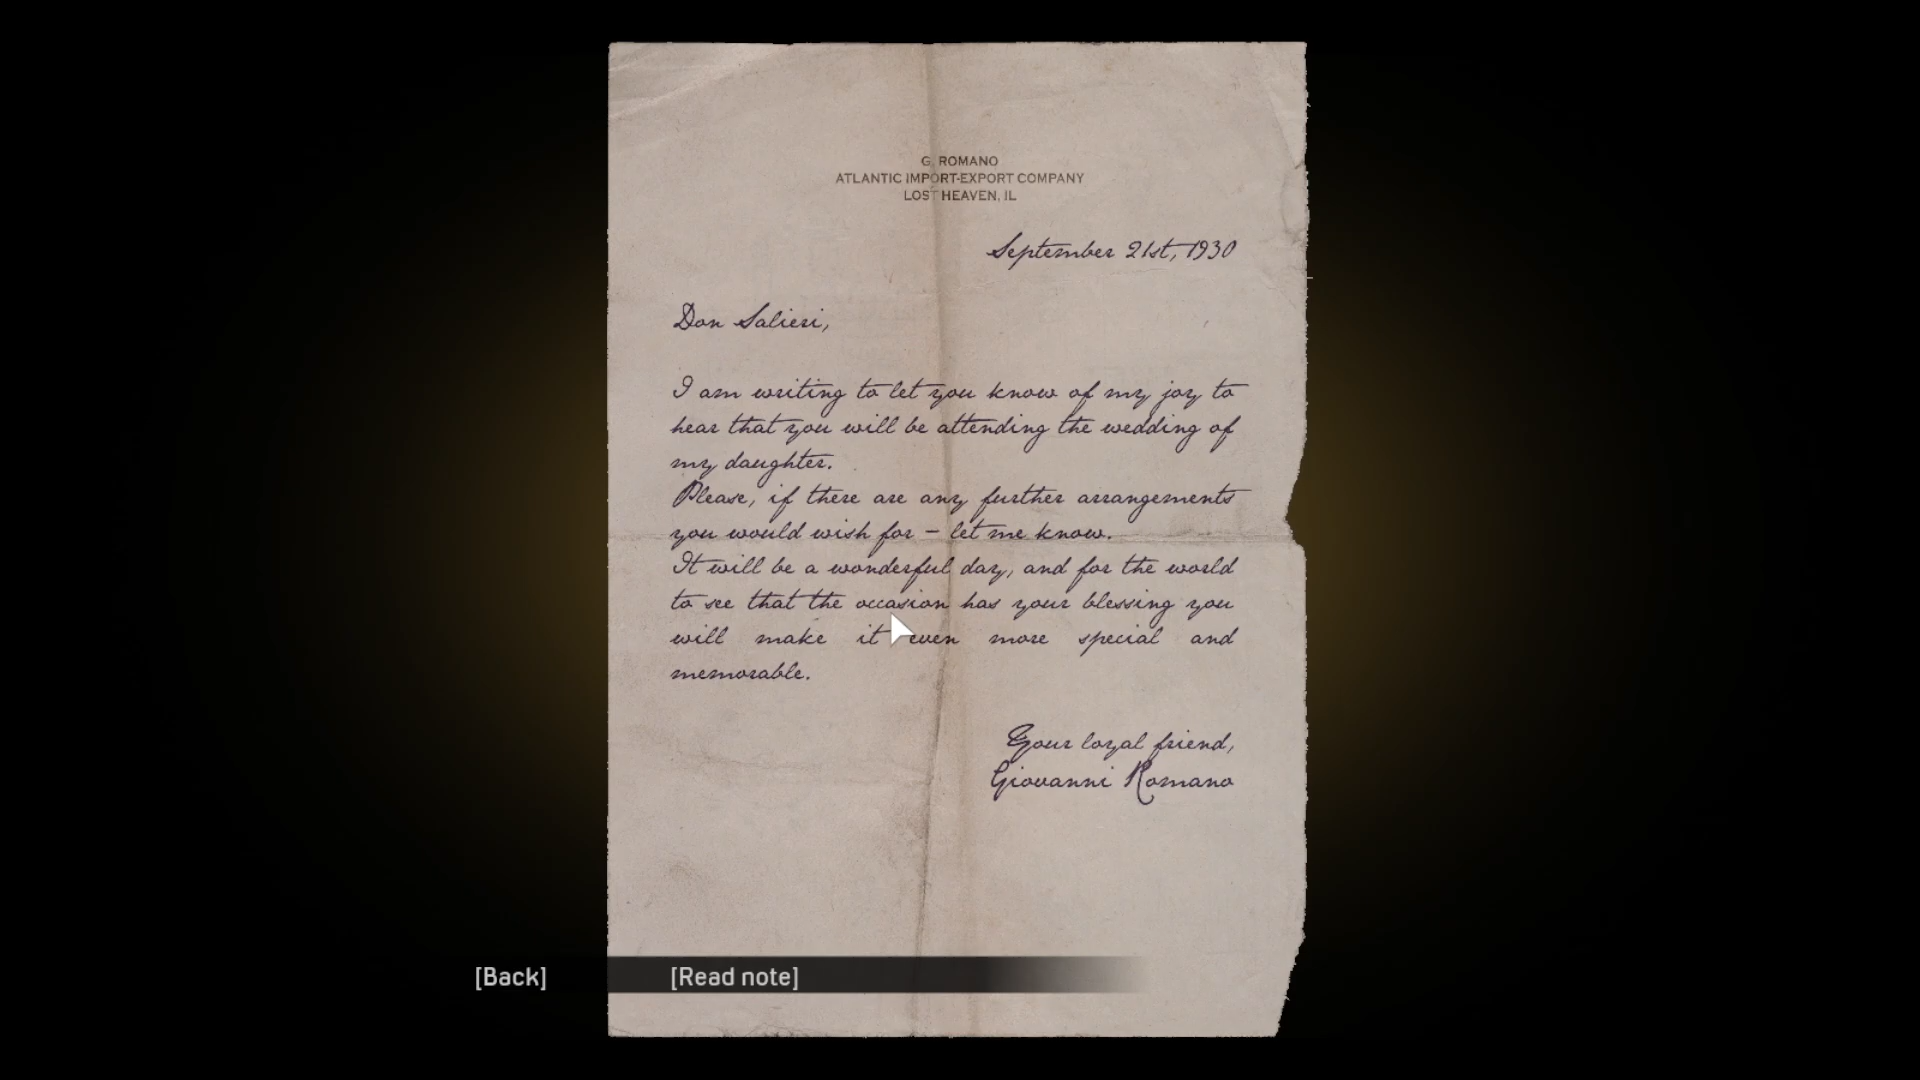 G. ROMANO
ATLANTIC IMPORT-EXPORT COMPANY
LOST HEAVEN, IL
September 21st, 1930
Don Salieri,
I am writing to let you know of my joy to
hear that you will be attending the wedding of
my daughter.
Please, if there are any further arrangements
you would wish for – let me know.
It will be a wonderful day, and for the world
to see that the occasion has your blessing you
will make it even more special and
memorable.
Your loyal friend,
Giovanni Romano
[Back] [Read note]